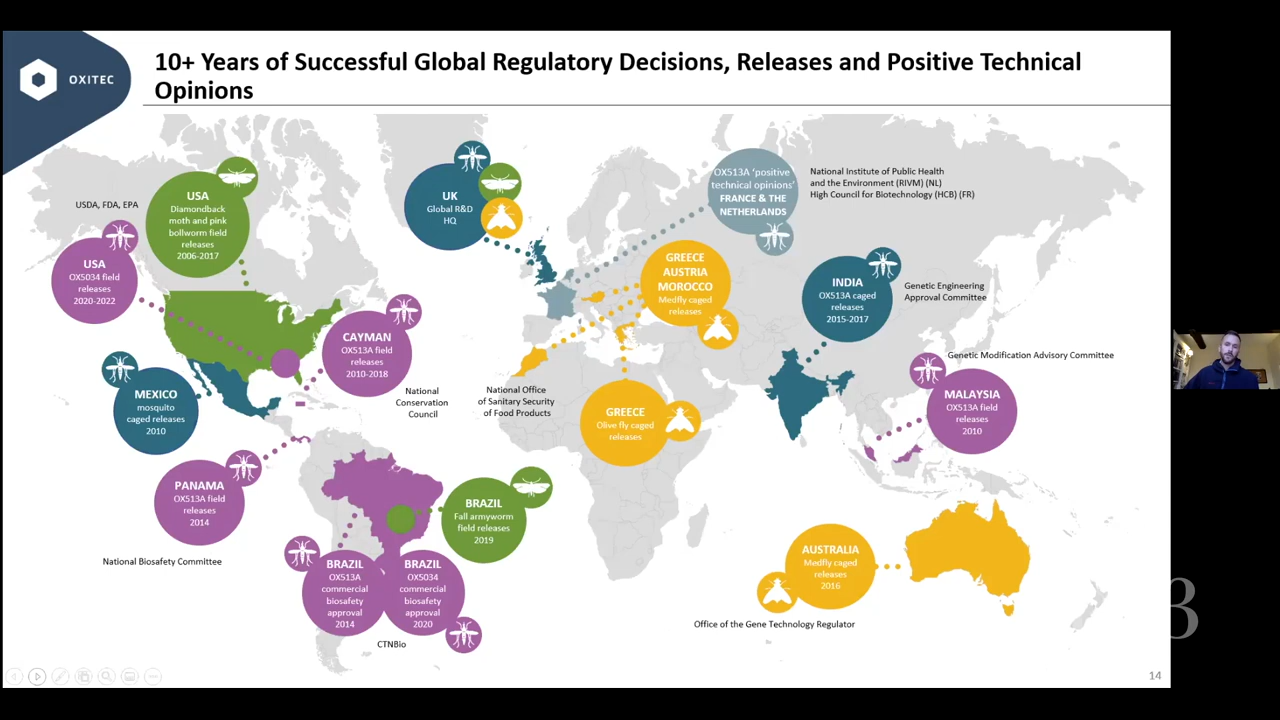 OXITEC
10+ Years of Successful Global Regulatory Decisions, Releases and Positive Technical
Opinions
USDA, FDA, EPA
USA
Diamondback
moth and pink
bollworm field
releases
2006-2017
USA
OX5034 field
releases
2020-2022
UK
Global R&D
HQ
OX513A ‘positive
technical opinions’
FRANCE & THE
NETHERLANDS
National Institute of Public Health
and the Environment (RIVM) (NL)
High Council for Biotechnology (HCB) (FR)
GREECE
AUSTRIA
MOROCCO
Medfly caged
releases
INDIA
OX513A caged
releases
2015-2017
Genetic Engineering
Approval Committee
CAYMAN
OX513A field
releases
2010-2018
National
Conservation
Council
MEXICO
mosquito
caged releases
2010
National Office
of Sanitary Security
of Food Products
GREECE
Olive fly caged
releases
Genetic Modification Advisory Committee
MALAYSIA
OX513A field
releases
2010
PANAMA
OX513A field
releases
2014
National Biosafety Committee
BRAZIL
Fall armyworm
field releases
2019
BRAZIL
OX513A
commercial
biosafety
approval
2014
BRAZIL
OX5034
commercial
biosafety
approval
2020
CTNBio
AUSTRALIA
Medfly caged
releases
2016
Office of the Gene Technology Regulator
3
14